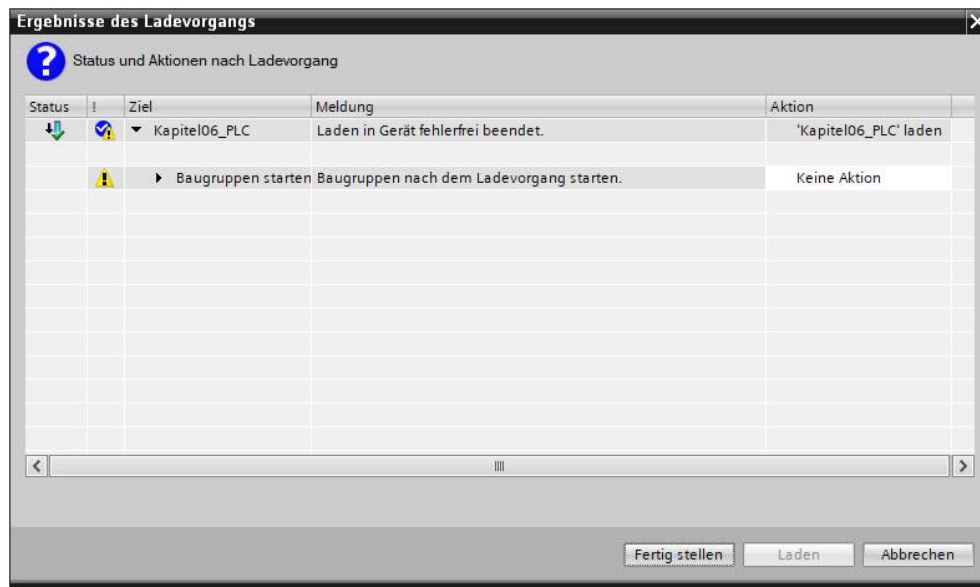 Ergebnisse des Ladevorgangs
Status und Aktionen nach Ladevorgang
Status ! Ziel Meldung Aktion
Kapitel06_PLC Laden in Gerät fehlerfrei beendet. 'Kapitel06_PLC' laden
Baugruppen starten Baugruppen nach dem Ladevorgang starten. Keine Aktion
Fertig stellen Laden Abbrechen